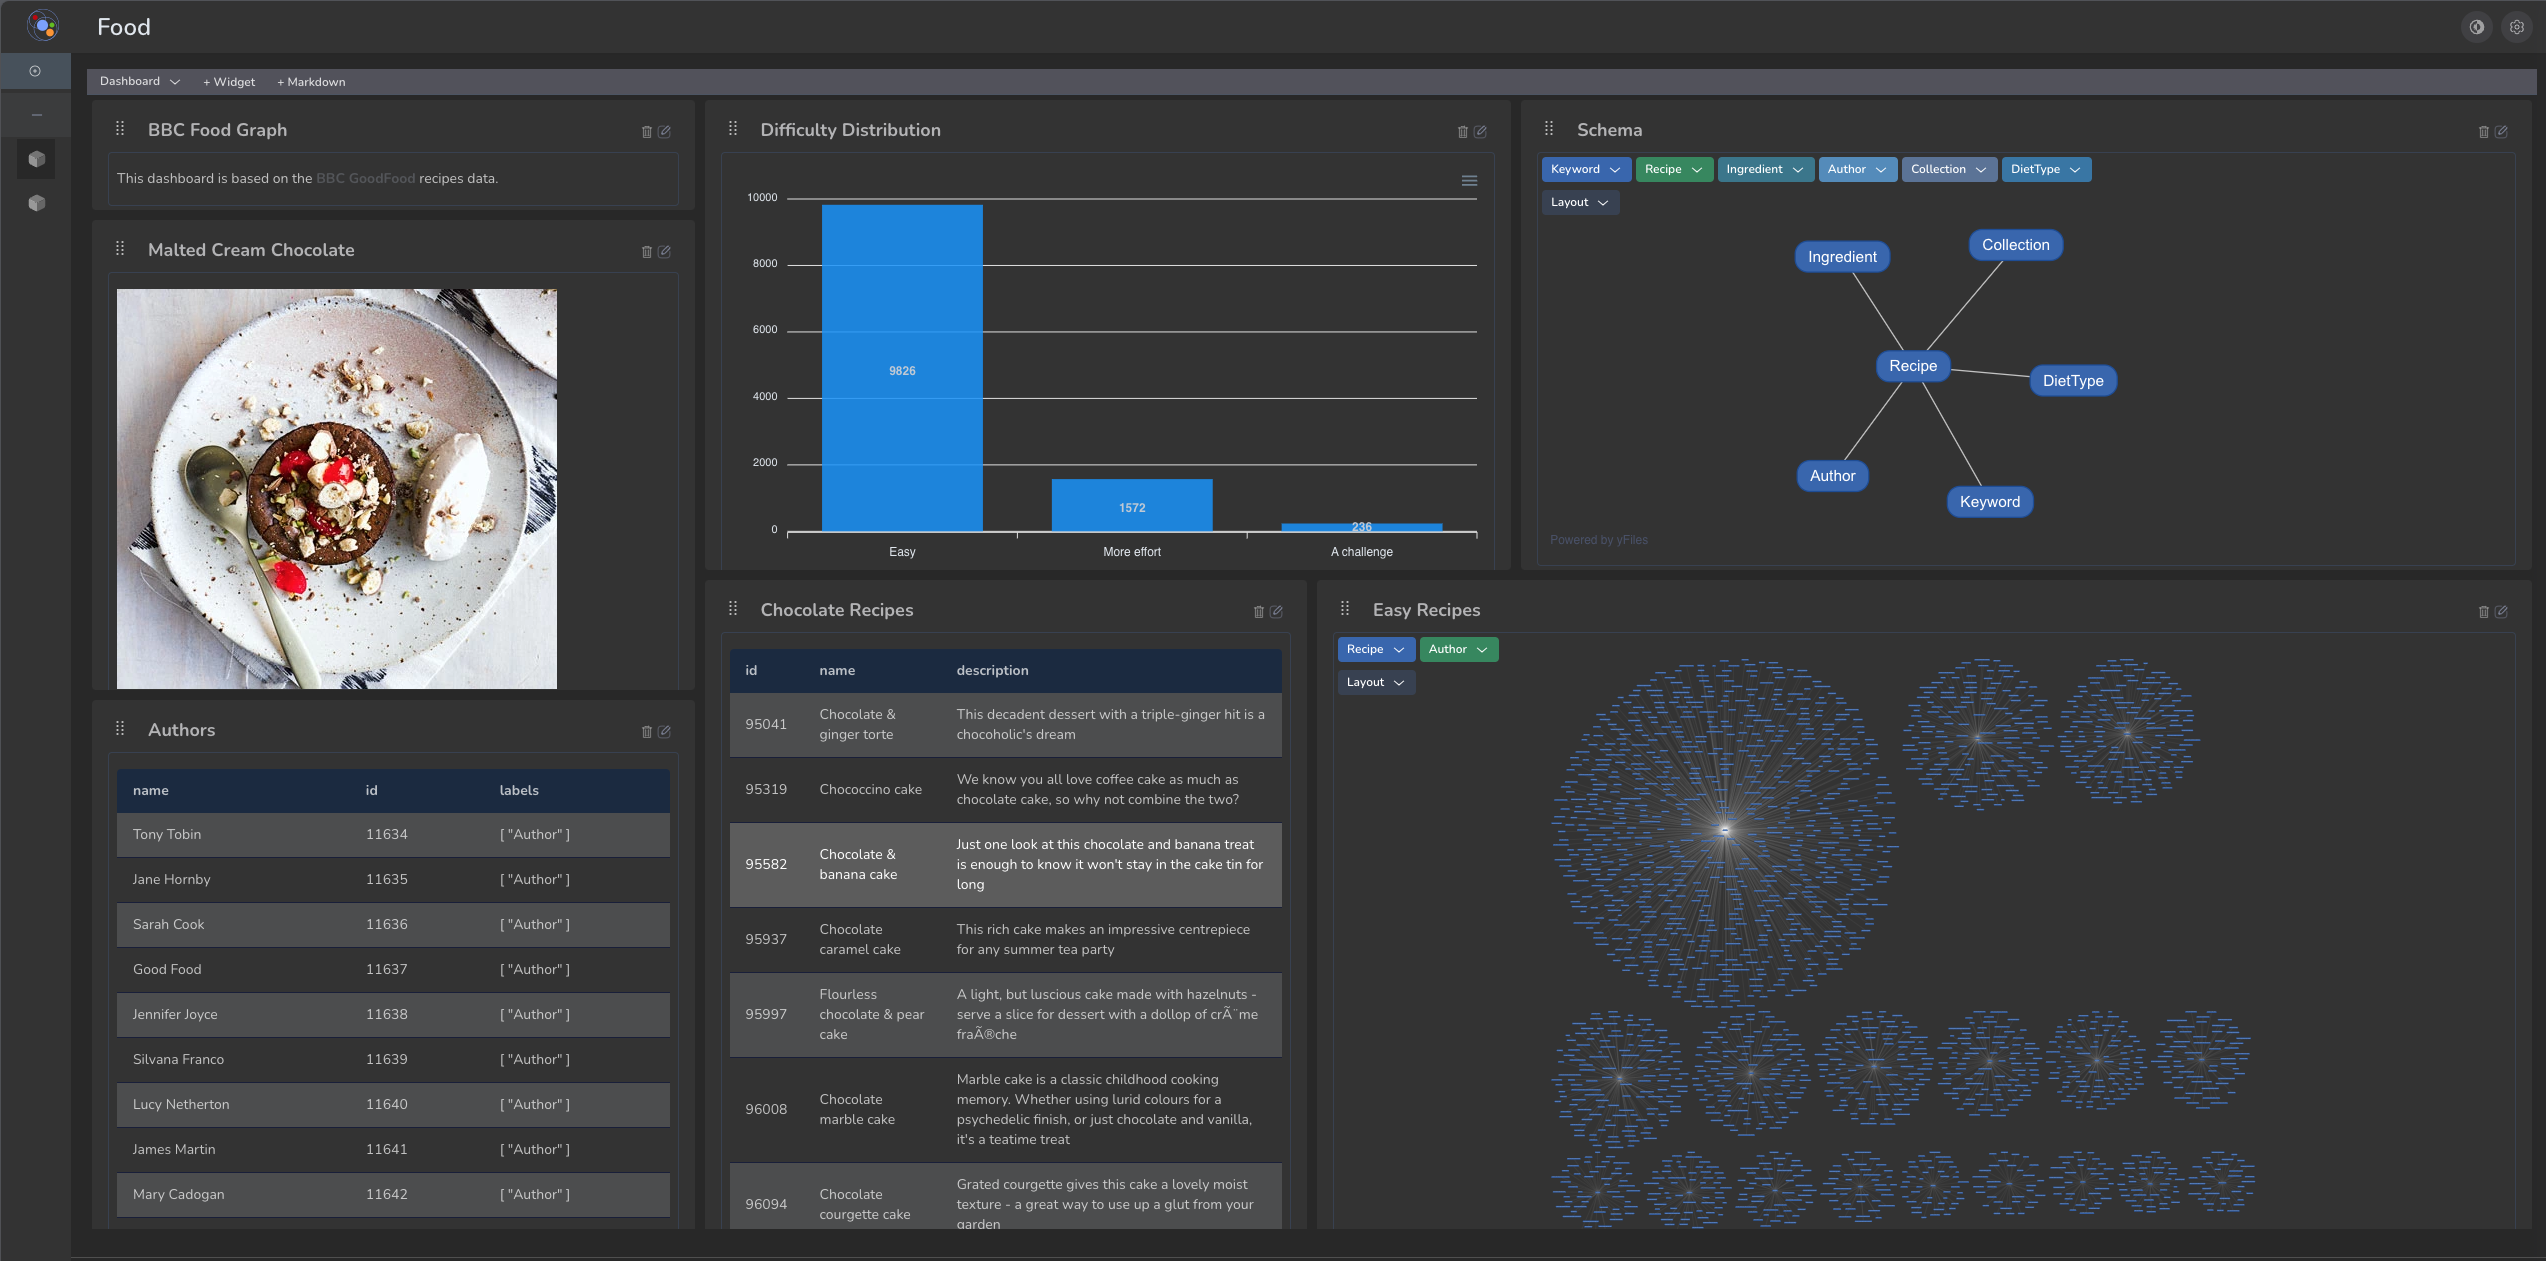 Food
Dashboard
+ Widget
+ Markdown
BBC Food Graph
This dashboard is based on the BBC GoodFood recipes data.
Malted Cream Chocolate
Authors
name id labels
Tony Tobin 11634 [ "Author" ]
Jane Hornby 11635 [ "Author" ]
Sarah Cook 11636 [ "Author" ]
Good Food 11637 [ "Author" ]
Jennifer Joyce 11638 [ "Author" ]
Silvana Franco 11639 [ "Author" ]
Lucy Netherton 11640 [ "Author" ]
James Martin 11641 [ "Author" ]
Mary Cadogan 11642 [ "Author" ]
Difficulty Distribution
10000
8000
6000
4000
2000
0
9826
1572
236
Easy
More effort
A challenge
Schema
Keyword
Recipe
Ingredient
Author
Collection
DietType
Layout
Ingredient
Collection
Recipe
DietType
Author
Keyword
Powered by yFiles
Chocolate Recipes
id name description
95041
Chocolate &
ginger torte
This decadent dessert with a triple-ginger hit is a
chocoholic's dream
95319
Chococcino cake
We know you all love coffee cake as much as
chocolate cake, so why not combine the two?
95582
Chocolate &
banana cake
Just one look at this chocolate and banana treat
is enough to know it won't stay in the cake tin for
long
95937
Chocolate
caramel cake
This rich cake makes an impressive centrepiece
for any summer tea party
95997
Flourless
chocolate & pear
cake
A light, but luscious cake made with hazelnuts -
serve a slice for dessert with a dollop of crÃ¨me
fraÃ®che
96008
Chocolate
marble cake
Marble cake is a classic childhood cooking
memory. Whether using lurid colours for a
psychedelic finish, or just chocolate and vanilla,
it's a teatime treat
96094
Chocolate
courgette cake
Grated courgette gives this cake a lovely moist
texture - a great way to use up a glut from your
garden
Easy Recipes
Recipe
Author
Layout